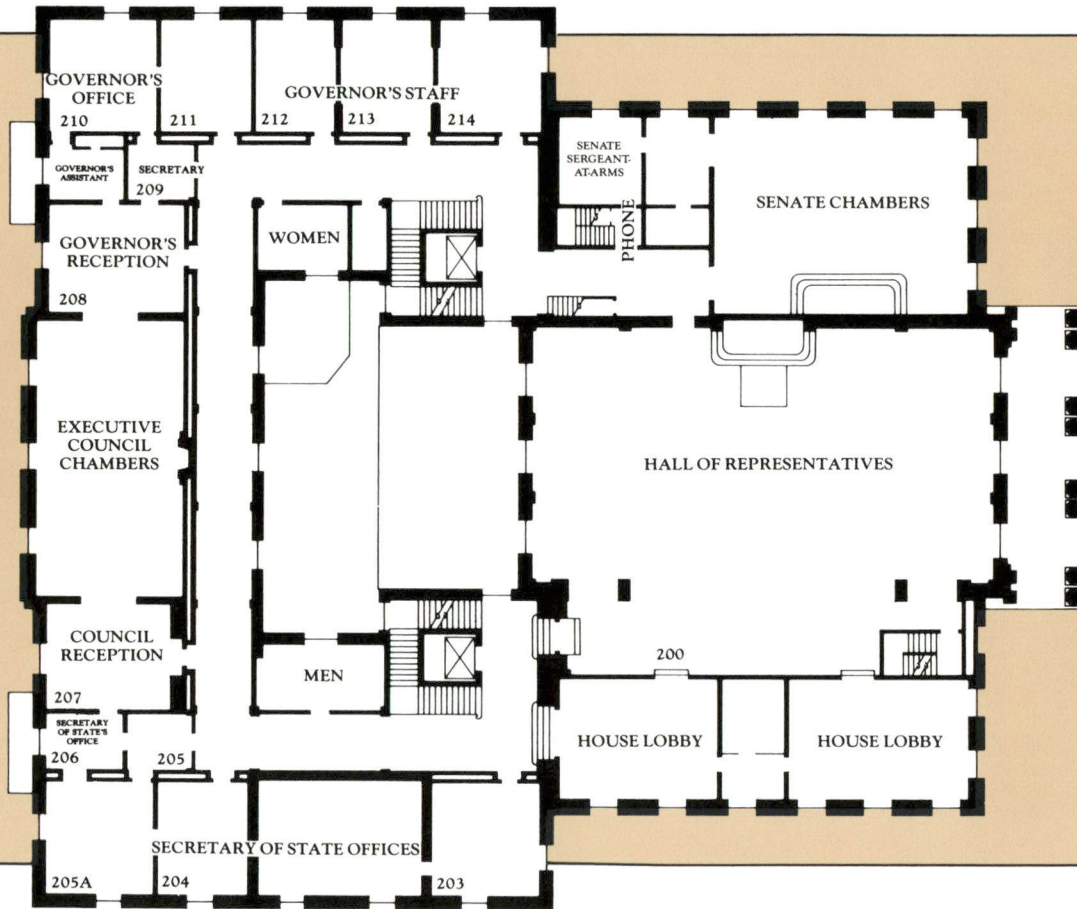 GOVERNOR'S
OFFICE
210
211
GOVERNOR'S STAFF
212
213
214
GOVERNOR'S
ASSISTANT
SECRETARY
209
SENATE
SERGEANT-
AT-ARMS
PHONE
SENATE CHAMBERS
GOVERNOR'S
RECEPTION
208
WOMEN
EXECUTIVE
COUNCIL
CHAMBERS
HALL OF REPRESENTATIVES
COUNCIL
RECEPTION
207
MEN
200
SECRETARY
OF STATE'S
OFFICE
206
205
HOUSE LOBBY
HOUSE LOBBY
SECRETARY OF STATE OFFICES
205A
204
203